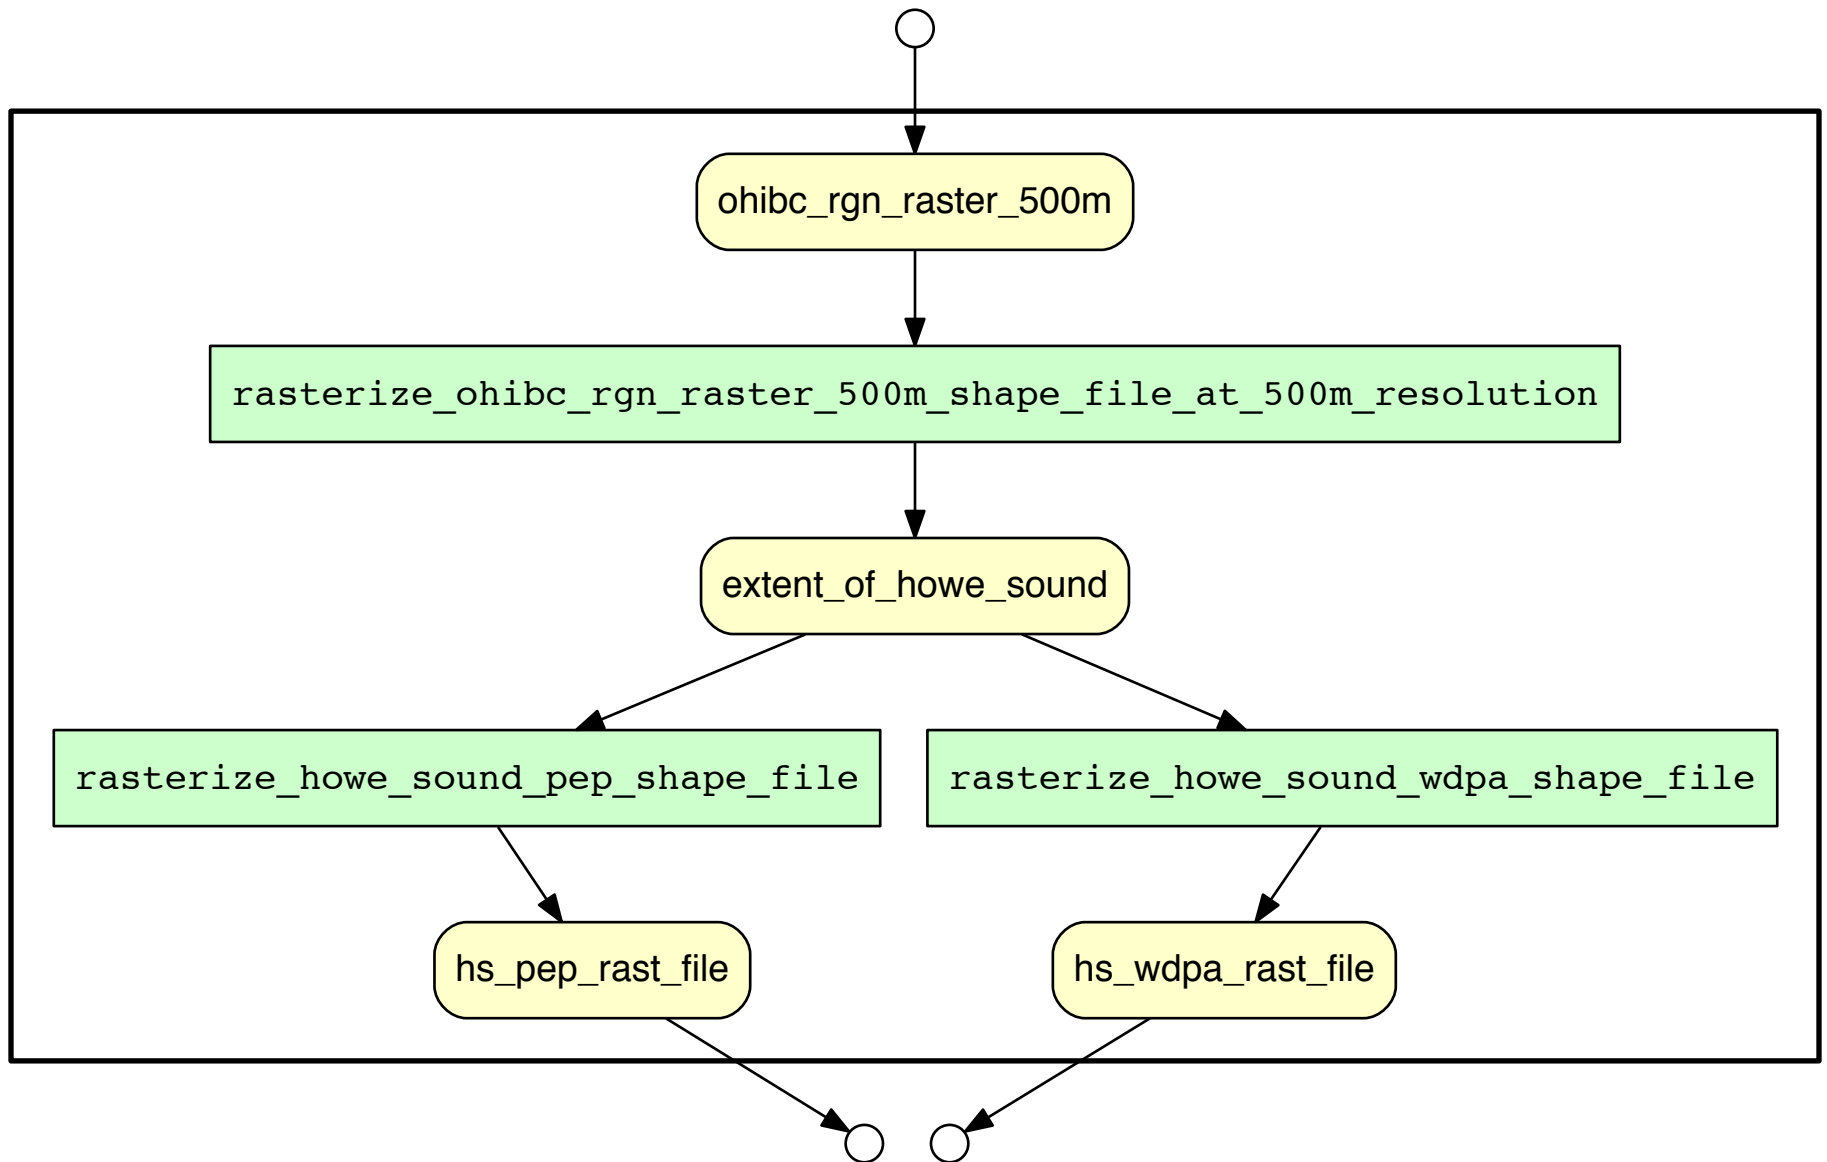 ohibc_rgn_raster_500m
rasterize_ohibc_rgn_raster_500m_shape_file_at_500m_resolution
extent_of_howe_sound
rasterize_howe_sound_pep_shape_file
rasterize_howe_sound_wdpa_shape_file
hs_pep_rast_file
hs_wdpa_rast_file